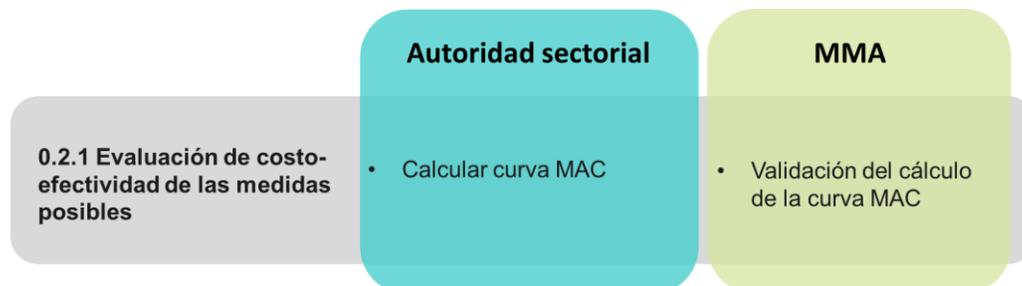 Autoridad sectorial
MMA
0.2.1 Evaluación de costo-
efectividad de las medidas
posibles
• Calcular curva MAC
• Validación del cálculo
de la curva MAC